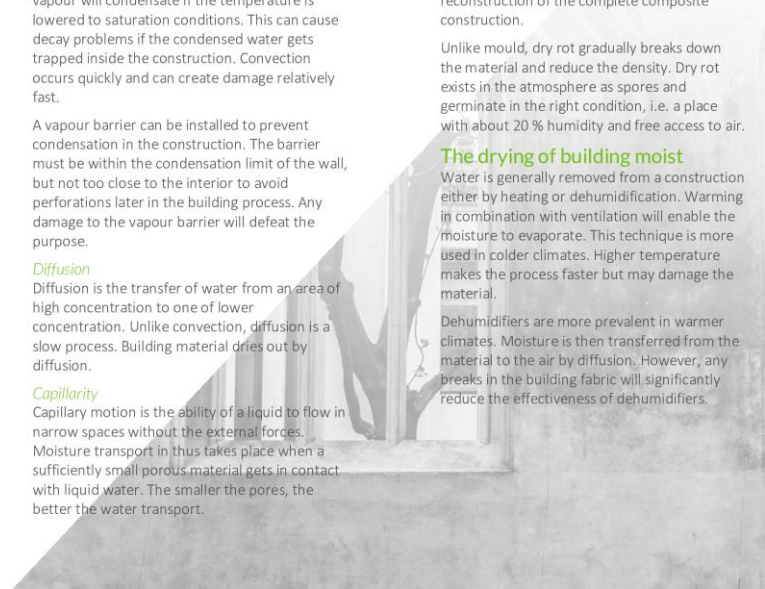 vapour will condensate if the temperature is
lowered to saturation conditions. This can cause
decay problems if the condensed water gets
trapped inside the construction. Convection
occurs quickly and can create damage relatively
fast.
A vapour barrier can be installed to prevent
condensation in the construction. The barrier
must be within the condensation limit of the wall,
but not too close to the interior to avoid
perforations later in the building process. Any
damage to the vapour barrier will defeat the
purpose.
Diffusion
Diffusion is the transfer of water from an area of
high concentration to one of lower
concentration. Unlike convection, diffusion is a
slow process. Building material dries out by
diffusion.
Capillarity
Capillary motion is the ability of a liquid to flow in
narrow spaces without the external forces.
Moisture transport in thus takes place when a
sufficiently small porous material gets in contact
with liquid water. The smaller the pores, the
better the water transport.
reconstruction of the complete composite
construction.
Unlike mould, dry rot gradually breaks down
the material and reduce the density. Dry rot
exists in the atmosphere as spores and
germinate in the right condition, i.e. a place
with about 20 % humidity and free access to air.
The drying of building moist
Water is generally removed from a construction
either by heating or dehumidification. Warming
in combination with ventilation will enable the
moisture to evaporate. This technique is more
used in colder climates. Higher temperature
makes the process faster but may damage the
material.
Dehumidifiers are more prevalent in warmer
climates. Moisture is then transferred from the
material to the air by diffusion. However, any
breaks in the building fabric will significantly
reduce the effectiveness of dehumidifiers.